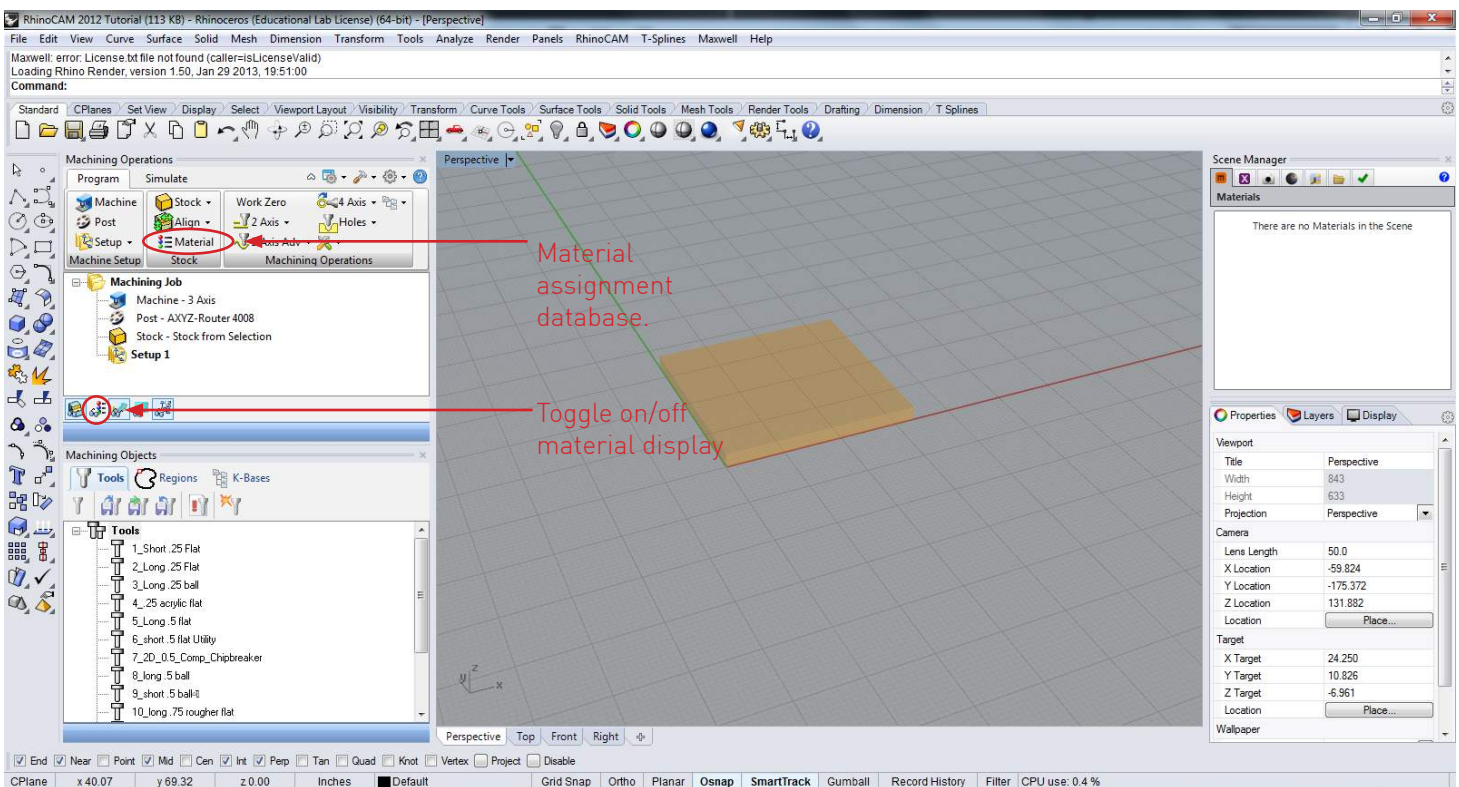 RhinoCAM 2012 Tutorial (113 KB) - Rhinoceros (Educational Lab License) (64-bit) - [Perspective]
File Edit View Curve Surface Solid Mesh Dimension Transform Tools Analyze Render Panels RhinoCAM T-Splines Maxwell Help
Maxwell: error: License.txt file not found (caller=isLicenseValid)
Loading Rhino Render, version 1.50, Jan 29 2013, 19:51:00
Command:
Standard CPlanes Set View Display Select Viewport Layout Visibility Transform Curve Tools Surface Tools Solid Tools Mesh Tools Render Tools Drafting Dimension T Splines
Machining Operations
Program Simulate
Machine Stock Work Zero 4 Axis
Post Align 2 Axis Holes
Setup Material Axis Adv
Machine Setup Stock Machining Operations
Machining Job
Machine - 3 Axis
Post - AXYZ-Router 4008
Stock - Stock from Selection
Setup 1
Machining Objects
Tools Regions K-Bases
Tools
1_Short .25 Flat
2_Long .25 Flat
3_Long .25 ball
4_.25 acrylic flat
5_Long .5 flat
6_short .5 flat Utility
7_2D_0.5_Comp_Chipbreaker
8_long .5 ball
9_short .5 ball
10_long .75 rougher flat
Perspective
Material
assignment
database.
Toggle on/off
material display
z
y
x
Perspective Top Front Right
Scene Manager
Materials
There are no Materials in the Scene
Properties Layers Display
Viewport
Title Perspective
Width 843
Height 633
Projection Perspective
Camera
Lens Length 50.0
X Location -59.824
Y Location -175.372
Z Location 131.882
Location Place...
Target
X Target 24.250
Y Target 10.826
Z Target -6.961
Location Place...
Wallpaper
End Near Point Mid Cen Int Perp Tan Quad Knot Vertex Project Disable
CPlane x 40.07 y 69.32 z 0.00 Inches Default Grid Snap Ortho Planar Osnap SmartTrack Gumball Record History Filter CPU use: 0.4 %